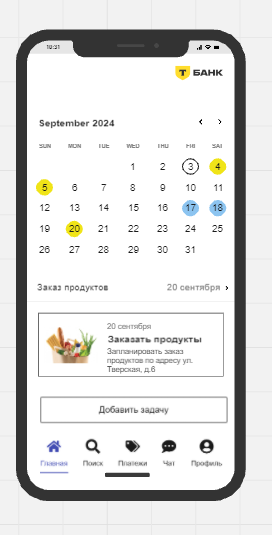 10:31
Т БАНК
September 2024
SUN MON TUE WED THU FRI SAT
1 2 3 4
5 6 7 8 9 10 11
12 13 14 15 16 17 18
19 20 21 22 23 24 25
26 27 28 29 30 31
Заказ продуктов 20 сентября
20 сентября
Заказать продукты
Запланировать заказ
продуктов по адресу ул.
Тверская, д.6
Добавить задачу
Главная Поиск Платежи Чат Профиль